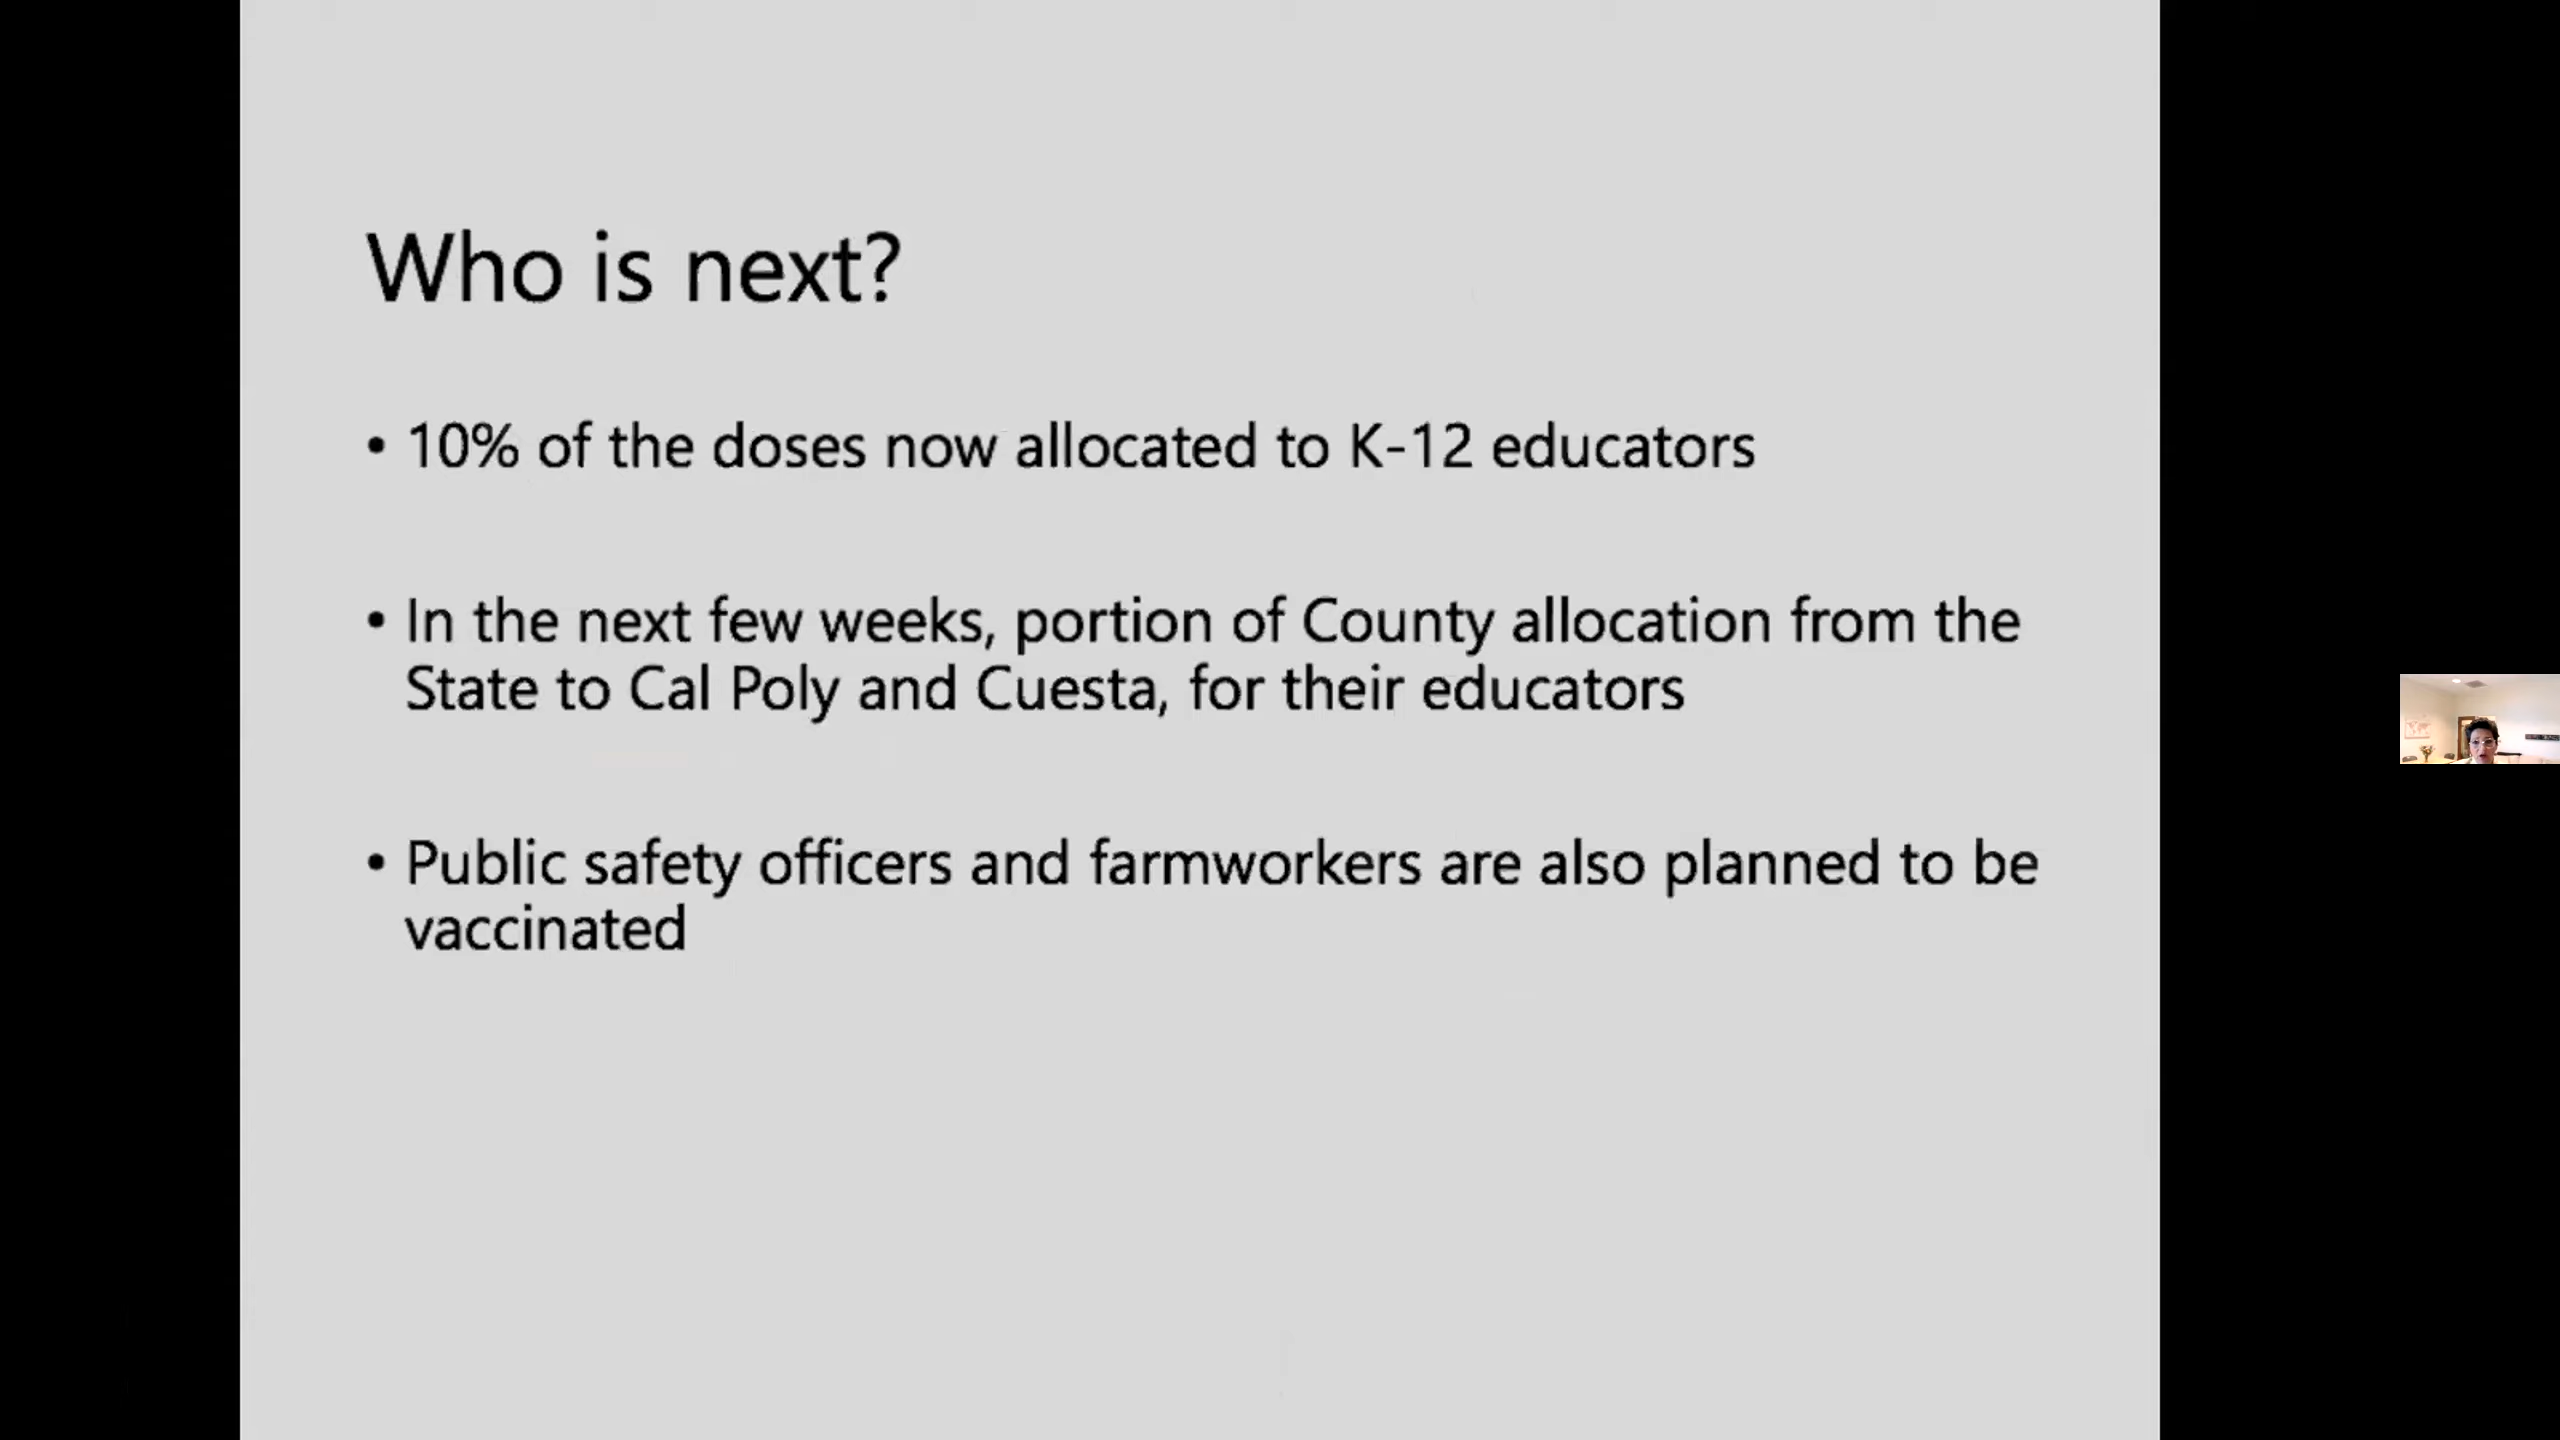 Who is next?
• 10% of the doses now allocated to K-12 educators
• In the next few weeks, portion of County allocation from the
State to Cal Poly and Cuesta, for their educators
• Public safety officers and farmworkers are also planned to be
vaccinated